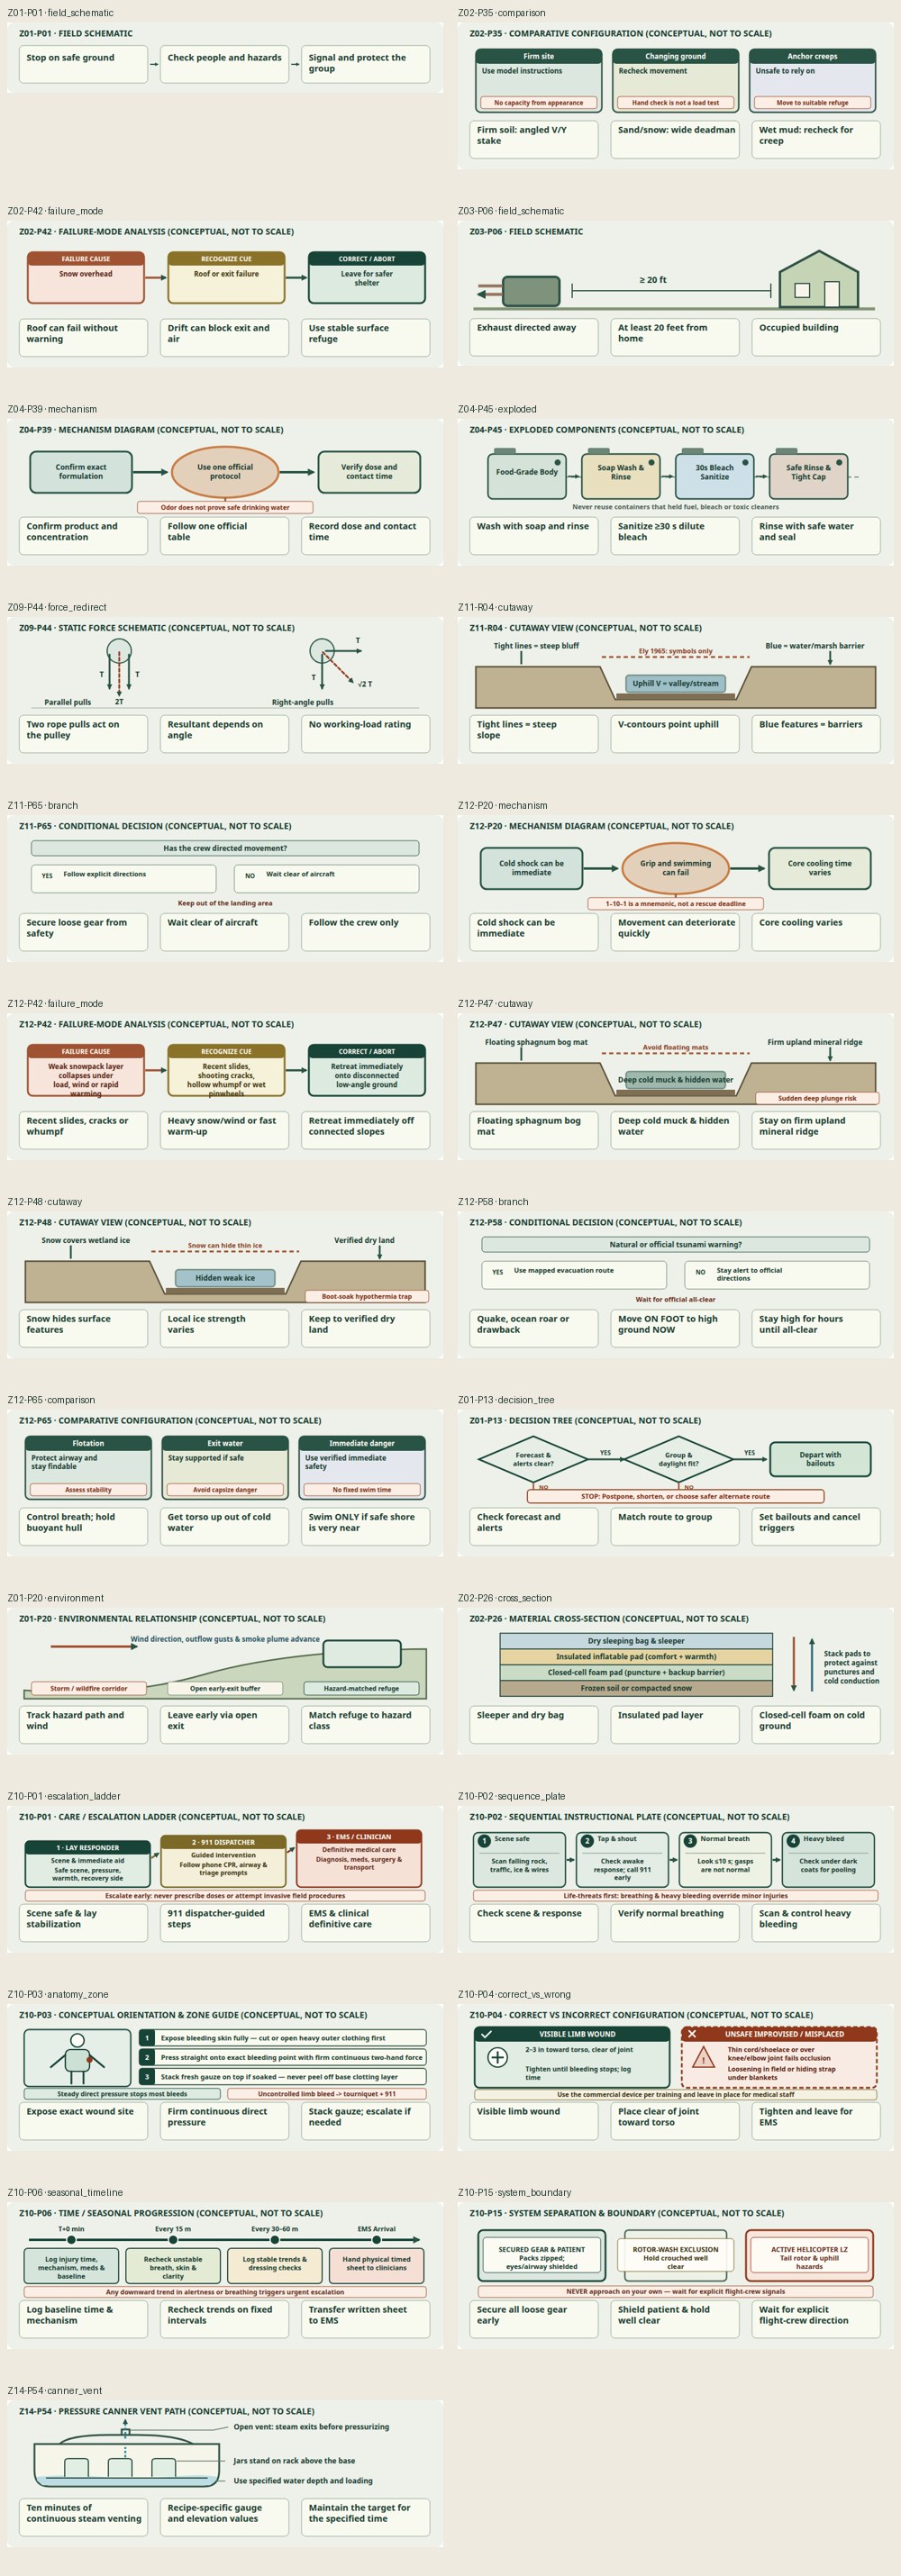 Z01-P01 · field_schematic
Z01-P01 · FIELD SCHEMATIC
Stop on safe ground
Check people and hazards
Signal and protect the
group
Z02-P35 · comparison
Z02-P35 · COMPARATIVE CONFIGURATION (CONCEPTUAL, NOT TO SCALE)
Firm site
Changing ground
Anchor creeps
Use model instructions
Recheck movement
Unsafe to rely on
No capacity from appearance
Hand check is not a load test
Move to suitable refuge
Firm soil: angled V/Y
stake
Sand/snow: wide deadman
Wet mud: recheck for
creep
Z02-P42 · failure_mode
Z02-P42 · FAILURE-MODE ANALYSIS (CONCEPTUAL, NOT TO SCALE)
FAILURE CAUSE
RECOGNIZE CUE
CORRECT / ABORT
Snow overhead
Roof or exit failure
Leave for safer
shelter
Roof can fail without
warning
Drift can block exit and
air
Use stable surface
refuge
Z03-P06 · field_schematic
Z03-P06 · FIELD SCHEMATIC
≥ 20 ft
Exhaust directed away
At least 20 feet from
home
Occupied building
Z04-P39 · mechanism
Z04-P39 · MECHANISM DIAGRAM (CONCEPTUAL, NOT TO SCALE)
Confirm exact
formulation
Use one official
protocol
Verify dose and
contact time
Odor does not prove safe drinking water
Confirm product and
concentration
Follow one official
table
Record dose and contact
time
Z04-P45 · exploded
Z04-P45 · EXPLODED COMPONENTS (CONCEPTUAL, NOT TO SCALE)
Food-Grade Body
Soap Wash &
Rinse
30s Bleach
Sanitize
Safe Rinse &
Tight Cap
Never reuse containers that held fuel, bleach or toxic cleaners
Wash with soap and rinse
Sanitize ≥30 s dilute
bleach
Rinse with safe water
and seal
Z09-P44 · force_redirect
Z09-P44 · STATIC FORCE SCHEMATIC (CONCEPTUAL, NOT TO SCALE)
T
T
2T
T
T
√2 T
Parallel pulls
Right-angle pulls
Two rope pulls act on
the pulley
Resultant depends on
angle
No working-load rating
Z11-R04 · cutaway
Z11-R04 · CUTAWAY VIEW (CONCEPTUAL, NOT TO SCALE)
Tight lines = steep bluff
Ely 1965: symbols only
Blue = water/marsh barrier
Uphill V = valley/stream
Tight lines = steep
slope
V-contours point uphill
Blue features = barriers
Z11-P65 · branch
Z11-P65 · CONDITIONAL DECISION (CONCEPTUAL, NOT TO SCALE)
Has the crew directed movement?
YES Follow explicit directions
NO Wait clear of aircraft
Keep out of the landing area
Secure loose gear from
safety
Wait clear of aircraft
Follow the crew only
Z12-P20 · mechanism
Z12-P20 · MECHANISM DIAGRAM (CONCEPTUAL, NOT TO SCALE)
Cold shock can be
immediate
Grip and swimming
can fail
Core cooling time
varies
1–10–1 is a mnemonic, not a rescue deadline
Cold shock can be
immediate
Movement can deteriorate
quickly
Core cooling varies
Z12-P42 · failure_mode
Z12-P42 · FAILURE-MODE ANALYSIS (CONCEPTUAL, NOT TO SCALE)
FAILURE CAUSE
RECOGNIZE CUE
CORRECT / ABORT
Weak snowpack layer
collapses under
load, wind or rapid
warming
Recent slides,
shooting cracks,
hollow whumpf or wet
pinwheels
Retreat immediately
onto disconnected
low-angle ground
Recent slides, cracks or
whumpf
Heavy snow/wind or fast
warm-up
Retreat immediately off
connected slopes
Z12-P47 · cutaway
Z12-P47 · CUTAWAY VIEW (CONCEPTUAL, NOT TO SCALE)
Floating sphagnum bog mat
Avoid floating mats
Firm upland mineral ridge
Deep cold muck & hidden water
Sudden deep plunge risk
Floating sphagnum bog
mat
Deep cold muck & hidden
water
Stay on firm upland
mineral ridge
Z12-P48 · cutaway
Z12-P48 · CUTAWAY VIEW (CONCEPTUAL, NOT TO SCALE)
Snow covers wetland ice
Snow can hide thin ice
Verified dry land
Hidden weak ice
Boot-soak hypothermia trap
Snow hides surface
features
Local ice strength
varies
Keep to verified dry
land
Z12-P58 · branch
Z12-P58 · CONDITIONAL DECISION (CONCEPTUAL, NOT TO SCALE)
Natural or official tsunami warning?
YES Use mapped evacuation route
NO Stay alert to official
directions
Wait for official all-clear
Quake, ocean roar or
drawback
Move ON FOOT to high
ground NOW
Stay high for hours
until all-clear
Z12-P65 · comparison
Z12-P65 · COMPARATIVE CONFIGURATION (CONCEPTUAL, NOT TO SCALE)
Flotation
Exit water
Immediate danger
Protect airway and
stay findable
Stay supported if safe
Use verified immediate
safety
Assess stability
Avoid capsize danger
No fixed swim time
Control breath; hold
buoyant hull
Get torso up out of cold
water
Swim ONLY if safe shore
is very near
Z01-P13 · decision_tree
Z01-P13 · DECISION TREE (CONCEPTUAL, NOT TO SCALE)
Forecast &
alerts clear?
YES
Group &
daylight fit?
YES
Depart with
bailouts
NO
NO
STOP: Postpone, shorten, or choose safer alternate route
Check forecast and
alerts
Match route to group
Set bailouts and cancel
triggers
Z01-P20 · environment
Z01-P20 · ENVIRONMENTAL RELATIONSHIP (CONCEPTUAL, NOT TO SCALE)
Wind direction, outflow gusts & smoke plume advance
Storm / wildfire corridor
Open early-exit buffer
Hazard-matched refuge
Track hazard path and
wind
Leave early via open
exit
Match refuge to hazard
class
Z02-P26 · cross_section
Z02-P26 · MATERIAL CROSS-SECTION (CONCEPTUAL, NOT TO SCALE)
Dry sleeping bag & sleeper
Insulated inflatable pad (comfort + warmth)
Closed-cell foam pad (puncture + backup barrier)
Frozen soil or compacted snow
Stack pads to
protect against
punctures and
cold conduction
Sleeper and dry bag
Insulated pad layer
Closed-cell foam on cold
ground
Z10-P01 · escalation_ladder
Z10-P01 · CARE / ESCALATION LADDER (CONCEPTUAL, NOT TO SCALE)
1 · LAY RESPONDER
Scene & immediate aid
Safe scene, pressure,
warmth, recovery side
2 · 911 DISPATCHER
Guided intervention
Follow phone CPR, airway &
triage prompts
3 · EMS / CLINICIAN
Definitive medical care
Diagnosis, meds, surgery &
transport
Escalate early: never prescribe doses or attempt invasive field procedures
Scene safe & lay
stabilization
911 dispatcher-guided
steps
EMS & clinical
definitive care
Z10-P02 · sequence_plate
Z10-P02 · SEQUENTIAL INSTRUCTIONAL PLATE (CONCEPTUAL, NOT TO SCALE)
1 Scene safe
2 Tap & shout
3 Normal breath
4 Heavy bleed
Scan falling rock,
traffic, ice & wires
Check awake
response; call 911
early
Look ≤10 s; gasps
are not normal
Check under dark
coats for pooling
Life-threats first: breathing & heavy bleeding override minor injuries
Check scene & response
Verify normal breathing
Scan & control heavy
bleeding
Z10-P03 · anatomy_zone
Z10-P03 · CONCEPTUAL ORIENTATION & ZONE GUIDE (CONCEPTUAL, NOT TO SCALE)
1 Expose bleeding skin fully — cut or open heavy outer clothing first
2 Press straight onto exact bleeding point with firm continuous two-hand force
3 Stack fresh gauze on top if soaked — never peel off base clotting layer
Steady direct pressure stops most bleeds
Uncontrolled limb bleed -> tourniquet + 911
Expose exact wound site
Firm continuous direct
pressure
Stack gauze; escalate if
needed
Z10-P04 · correct_vs_wrong
Z10-P04 · CORRECT VS INCORRECT CONFIGURATION (CONCEPTUAL, NOT TO SCALE)
VISIBLE LIMB WOUND
2–3 in toward torso, clear of joint
Tighten until bleeding stops; log
time
UNSAFE IMPROVISED / MISPLACED
Thin cord/shoelace or over
knee/elbow joint fails occlusion
Loosening in field or hiding strap
under blankets
Use the commercial device per training and leave in place for medical staff
Visible limb wound
Place clear of joint
toward torso
Tighten and leave for
EMS
Z10-P06 · seasonal_timeline
Z10-P06 · TIME / SEASONAL PROGRESSION (CONCEPTUAL, NOT TO SCALE)
T+0 min
Every 15 m
Every 30–60 m
EMS Arrival
Log injury time,
mechanism, meds &
baseline
Recheck unstable
breath, skin &
clarity
Log stable trends &
dressing checks
Hand physical timed
sheet to clinicians
Any downward trend in alertness or breathing triggers urgent escalation
Log baseline time &
mechanism
Recheck trends on fixed
intervals
Transfer written sheet
to EMS
Z10-P15 · system_boundary
Z10-P15 · SYSTEM SEPARATION & BOUNDARY (CONCEPTUAL, NOT TO SCALE)
SECURED GEAR & PATIENT
Packs zipped;
eyes/airway shielded
ROTOR-WASH EXCLUSION
Hold crouched well
clear
ACTIVE HELICOPTER LZ
Tail rotor & uphill
hazards
NEVER approach on your own — wait for explicit flight-crew signals
Secure all loose gear
early
Shield patient & hold
well clear
Wait for explicit
flight-crew direction
Z14-P54 · canner_vent
Z14-P54 · PRESSURE CANNER VENT PATH (CONCEPTUAL, NOT TO SCALE)
Open vent: steam exits before pressurizing
Jars stand on rack above the base
Use specified water depth and loading
Ten minutes of
continuous steam venting
Recipe-specific gauge
and elevation values
Maintain the target for
the specified time